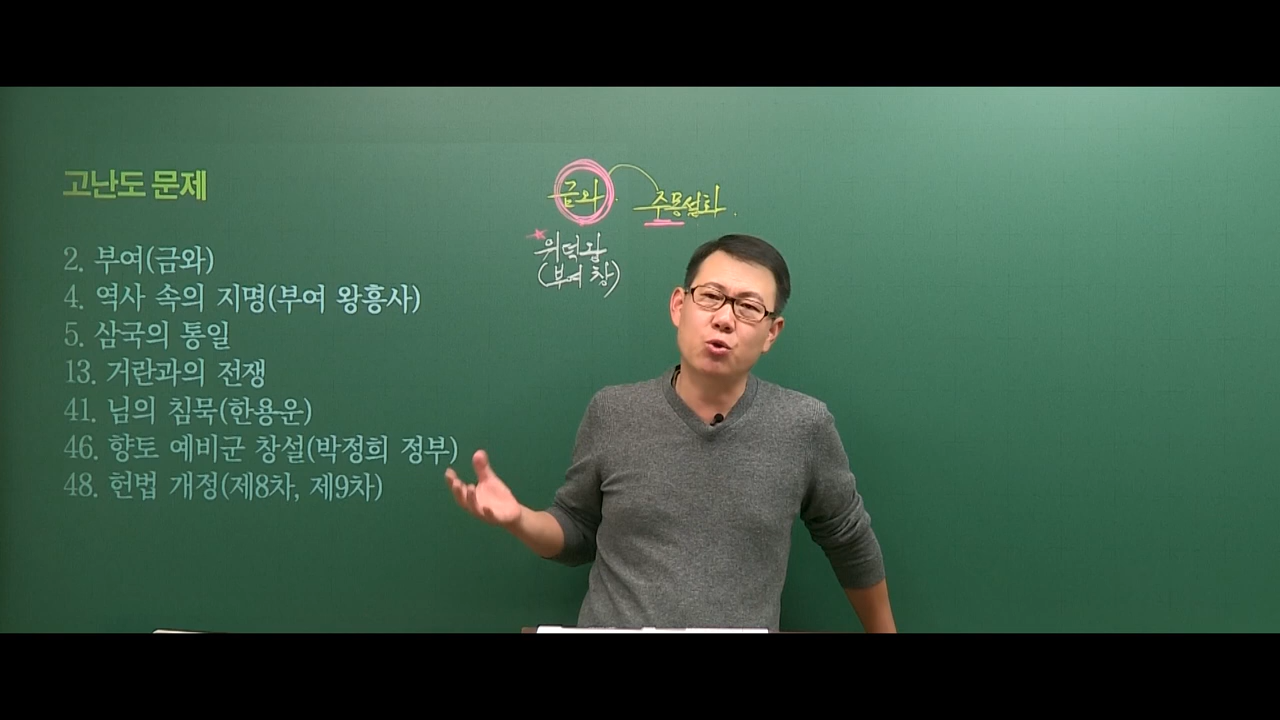 고난도 문제
2. 부여(금와)
4. 역사 속의 지명(부여 왕흥사)
5. 삼국의 통일
13. 거란과의 전쟁
41. 님의 침묵(한용운)
46. 향토 예비군 창설(박정희 정부)
48. 헌법 개정(제8차, 제9차)
금와. 주몽설화.
위덕왕
(부여 창)